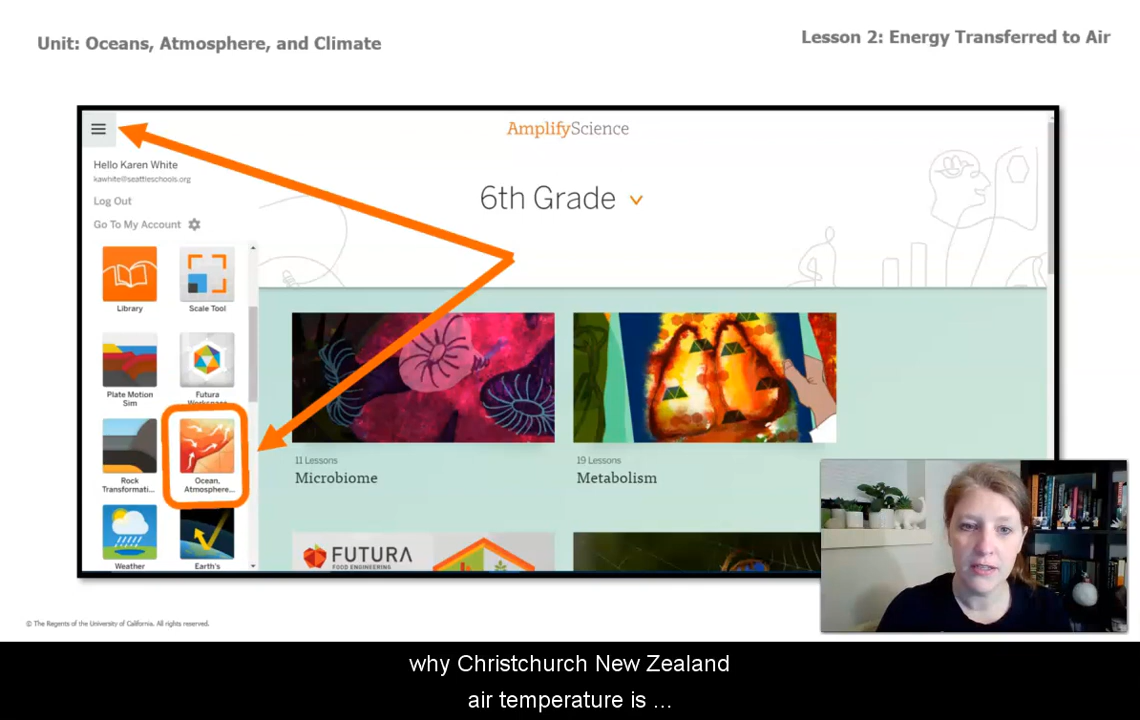 Unit: Oceans, Atmosphere, and Climate
Lesson 2: Energy Transferred to Air
AmplifyScience
Hello Karen White
kawhite@seattleschools.org
Log Out
Go To My Account
6th Grade
Library
Scale Tool
Plate Motion
Sim
Futura
Workspace
Rock
Transformati...
Ocean,
Atmosphere...
Weather
Earth's
11 Lessons
Microbiome
19 Lessons
Metabolism
FUTURA
FOOD ENGINEERING
© The Regents of the University of California. All rights reserved.
why Christchurch New Zealand
air temperature is ...